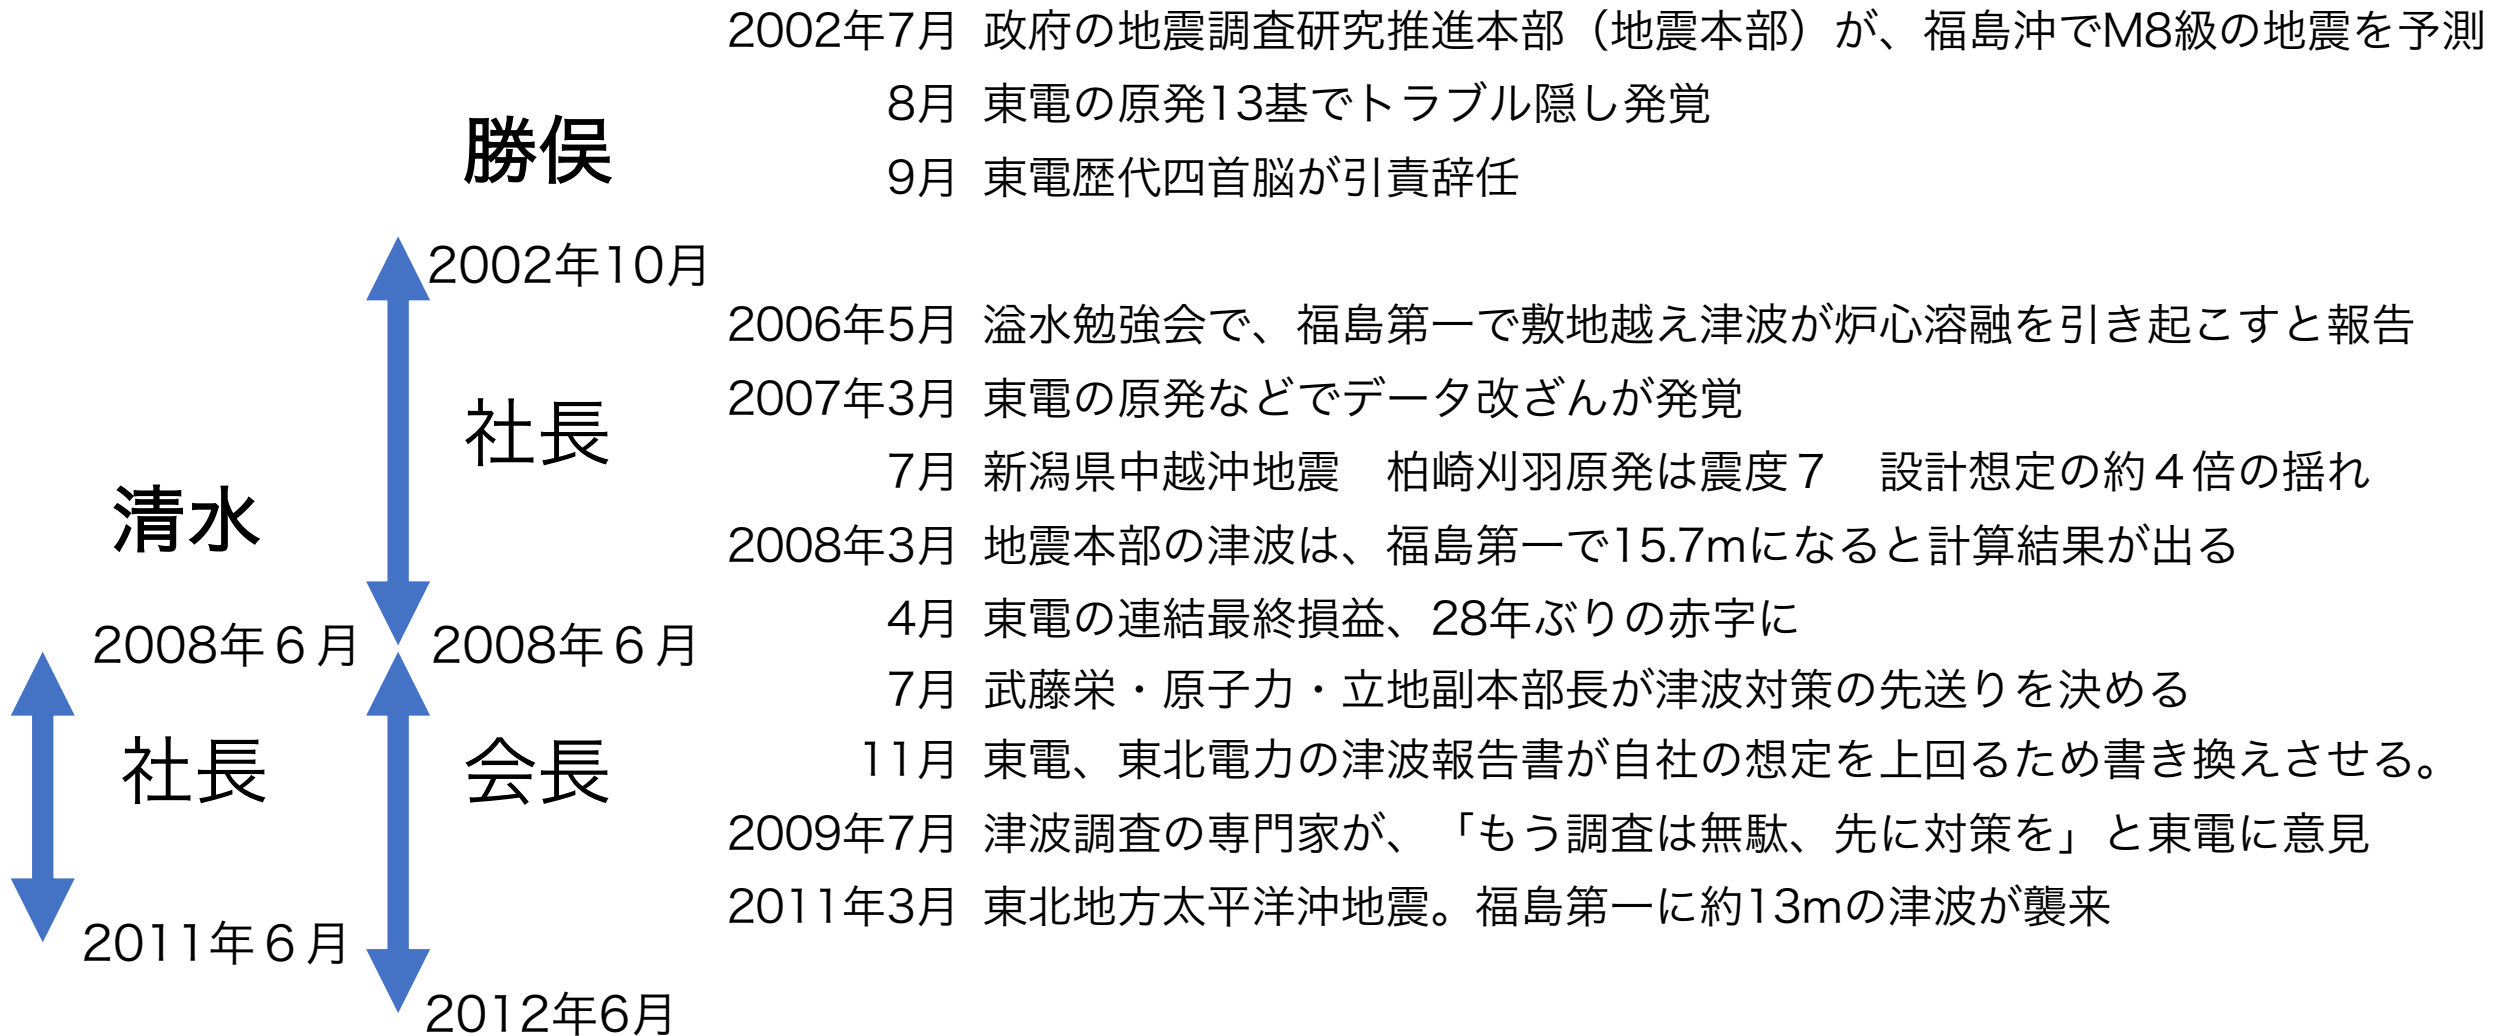 2002年7月 政府の地震調査研究推進本部（地震本部）が、福島沖でM8級の地震を予測
8月 東電の原発13基でトラブル隠し発覚
勝俣
9月 東電歴代四首脳が引責辞任
2002年10月
2006年5月 溢水勉強会で、福島第一で敷地越え津波が炉心溶融を引き起こすと報告
2007年3月 東電の原発などでデータ改ざんが発覚
社長
7月 新潟県中越沖地震　柏崎刈羽原発は震度７　設計想定の約４倍の揺れ
清水
2008年3月 地震本部の津波は、福島第一で15.7mになると計算結果が出る
4月 東電の連結最終損益、28年ぶりの赤字に
2008年６月
2008年６月
7月 武藤栄・原子力・立地副本部長が津波対策の先送りを決める
社長
会長
11月 東電、東北電力の津波報告書が自社の想定を上回るため書き換えさせる。
2009年7月 津波調査の専門家が、「もう調査は無駄、先に対策を」と東電に意見
2011年3月 東北地方太平洋沖地震。福島第一に約13mの津波が襲来
2011年６月
2012年6月